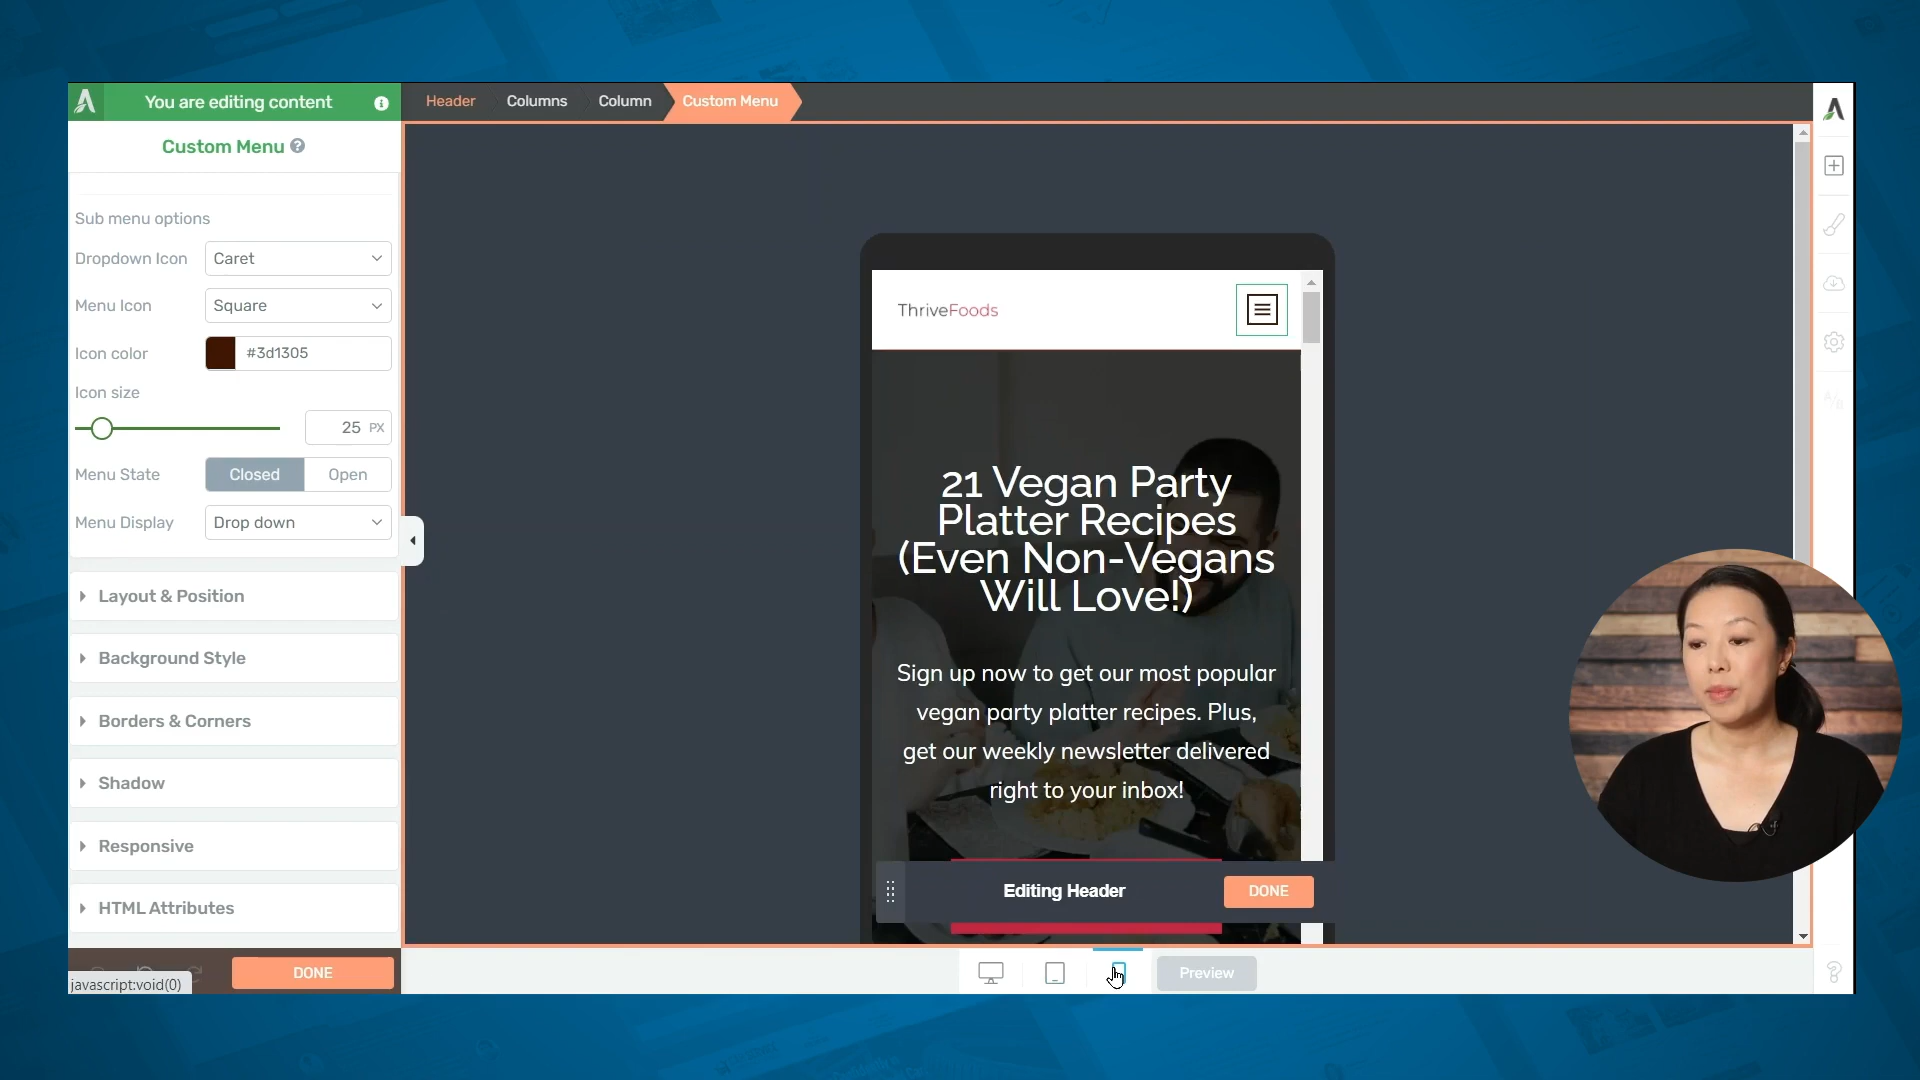 You are editing content
Header
Columns
Column
Custom Menu
Custom Menu
Sub menu options
Dropdown Icon
Caret
Menu Icon
Square
Icon color
#3d1305
Icon size
25 PX
Menu State
Closed
Open
Menu Display
Drop down
Layout & Position
Background Style
Borders & Corners
Shadow
Responsive
HTML Attributes
DONE
javascript:void(0)
ThriveFoods
21 Vegan Party
Platter Recipes
(Even Non-Vegans
Will Love!)
Sign up now to get our most popular
vegan party platter recipes. Plus,
get our weekly newsletter delivered
right to your inbox!
Editing Header
DONE
Preview
A/B